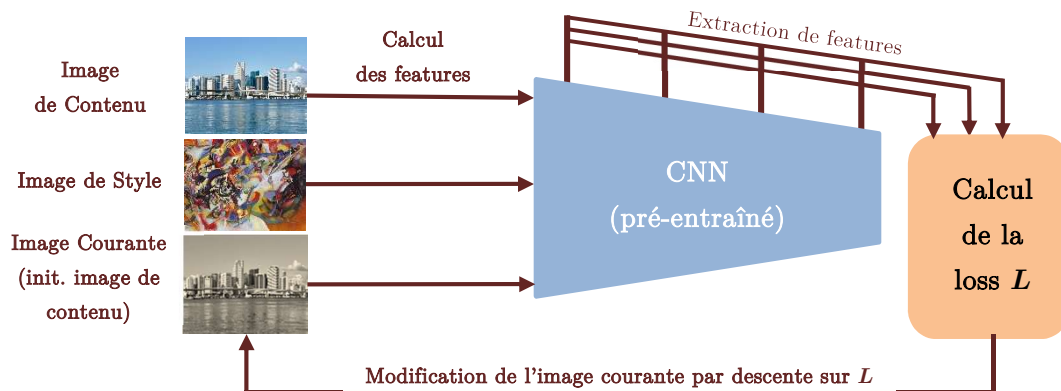 Extraction de features
Calcul
des features
Image
de Contenu
Image de Style
Image Courante
(init. image de
contenu)
CNN
(pré-entraîné)
Calcul
de la
loss L
Modification de l'image courante par descente sur L